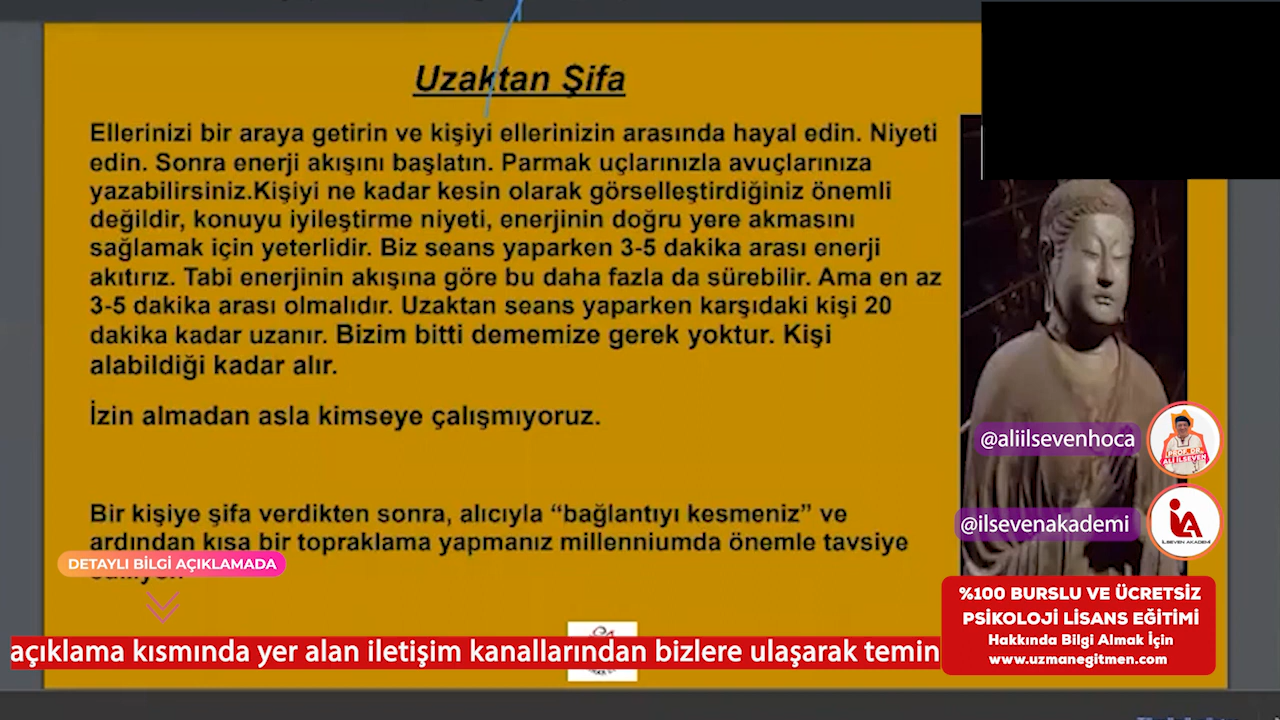 Uzaktan Şifa
Ellerinizi bir araya getirin ve kişiyi ellerinizin arasında hayal edin. Niyeti
edin. Sonra enerji akışını başlatın. Parmak uçlarınızla avuçlarınıza
yazabilirsiniz.Kişiyi ne kadar kesin olarak görselleştirdiğiniz önemli
değildir, konuyu iyileştirme niyeti, enerjinin doğru yere akmasını
sağlamak için yeterlidir. Biz seans yaparken 3-5 dakika arası enerji
akıtırız. Tabi enerjinin akışına göre bu daha fazla da sürebilir. Ama en az
3-5 dakika arası olmalıdır. Uzaktan seans yaparken karşıdaki kişi 20
dakika kadar uzanır. Bizim bitti dememize gerek yoktur. Kişi
alabildiği kadar alır.
İzin almadan asla kimseye çalışmıyoruz.
Bir kişiye şifa verdikten sonra, alıcıyla “bağlantıyı kesmeniz” ve
ardından kısa bir topraklama yapmanız millenniumda önemle tavsiye
@aliilsevenhoca
PROF. DR.
ALİ İLSEVEN
@ilsevenakademi
İLSEVEN AKADEMİ
DETAYLI BİLGİ AÇIKLAMADA
%100 BURSLU VE ÜCRETSİZ
PSİKOLOJİ LİSANS EĞİTİMİ
Hakkında Bilgi Almak İçin
www.uzmanegitmen.com
açıklama kısmında yer alan iletişim kanallarından bizlere ulaşarak temin